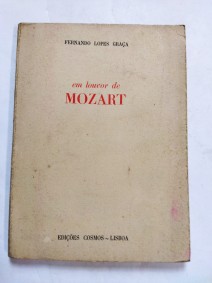 FERNANDO LOPES GRAÇA
em louvor de
MOZART
EDIÇÕES COSMOS — LISBOA